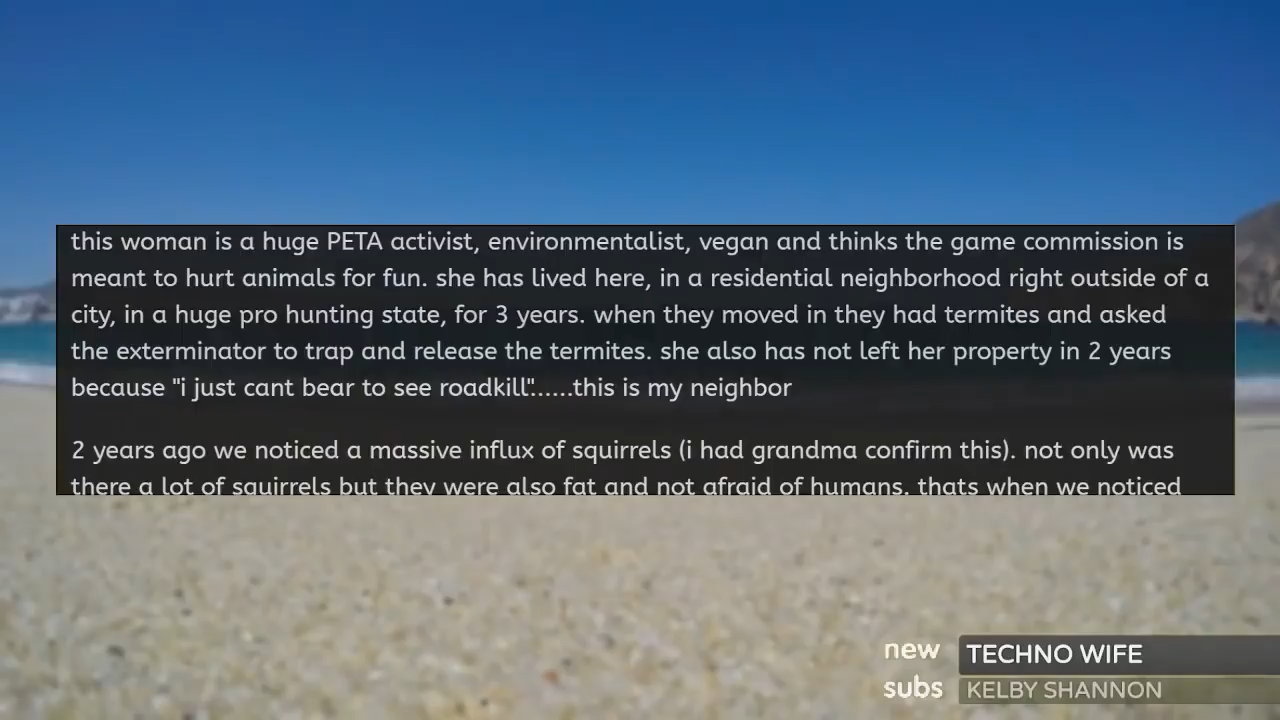 this woman is a huge PETA activist, environmentalist, vegan and thinks the game commission is
meant to hurt animals for fun. she has lived here, in a residential neighborhood right outside of a
city, in a huge pro hunting state, for 3 years. when they moved in they had termites and asked
the exterminator to trap and release the termites. she also has not left her property in 2 years
because "i just cant bear to see roadkill"......this is my neighbor
2 years ago we noticed a massive influx of squirrels (i had grandma confirm this). not only was
there a lot of squirrels but they were also fat and not afraid of humans. thats when we noticed
new TECHNO WIFE
subs KELBY SHANNON